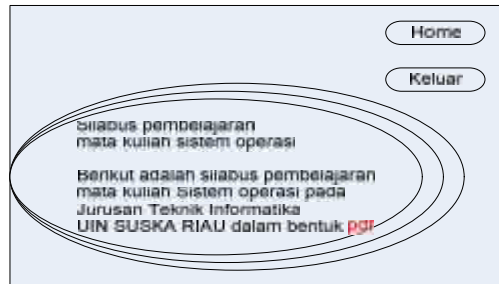 Home
Keluar
Silabus pembelajaran
mata kuliah sistem operasi
Berikut adalah silabus pembelajaran
mata kuliah Sistem operasi pada
Jurusan Teknik Informatika
UIN SUSKA RIAU dalam bentuk pdf